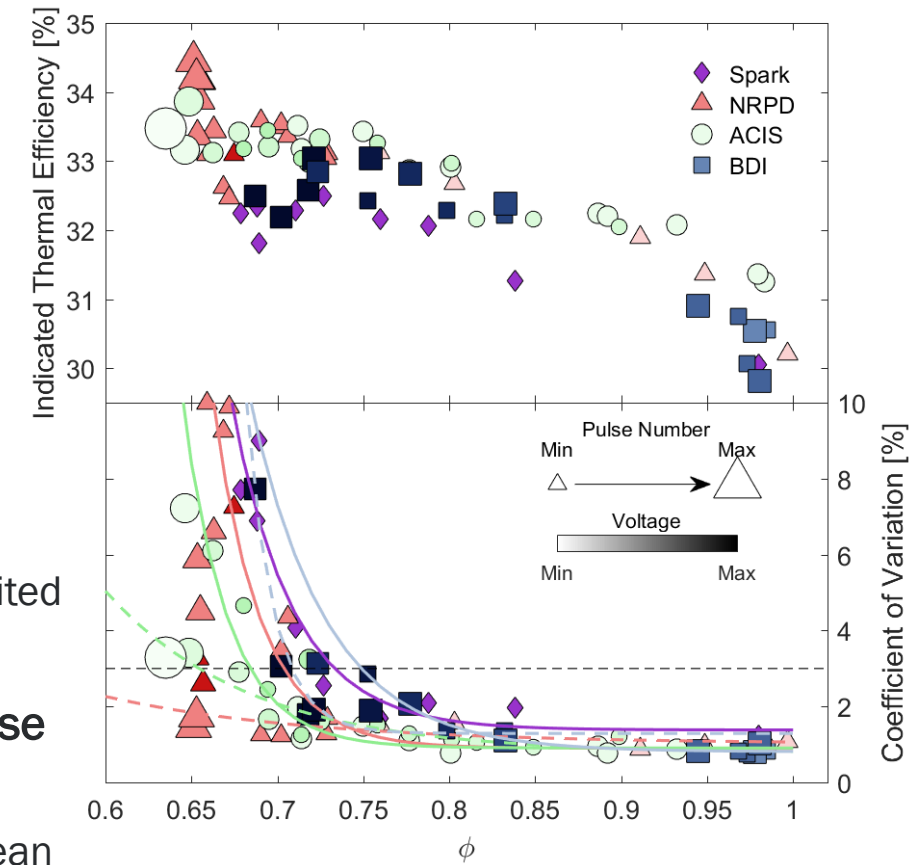 Indicated Thermal Efficiency [%]
35
34
33
32
31
30
Spark
NRPD
ACIS
BDI
10
8
6
4
2
0
Coefficient of Variation [%]
Pulse Number
Min
Max
Voltage
Min
Max
ited
se
ean
0.6
0.65
0.7
0.75
0.8
0.85
0.9
0.95
1
ϕ